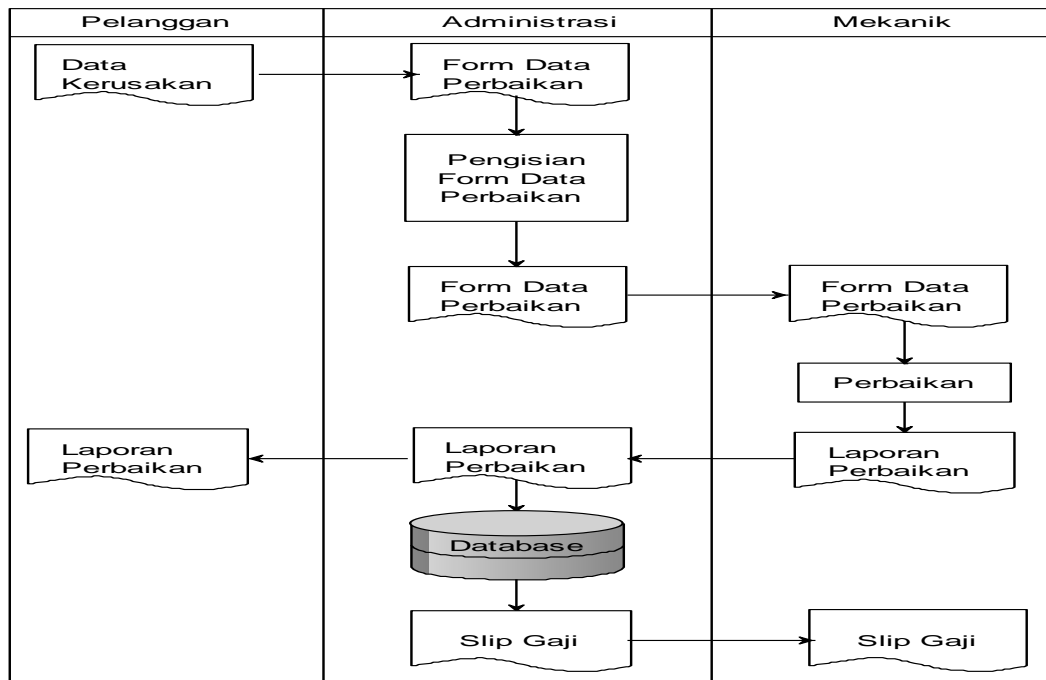 Pelanggan
Administrasi
Mekanik
Data
Kerusakan
Form Data
Perbaikan
Pengisian
Form Data
Perbaikan
Form Data
Perbaikan
Form Data
Perbaikan
Perbaikan
Laporan
Perbaikan
Laporan
Perbaikan
Laporan
Perbaikan
Database
Slip Gaji
Slip Gaji